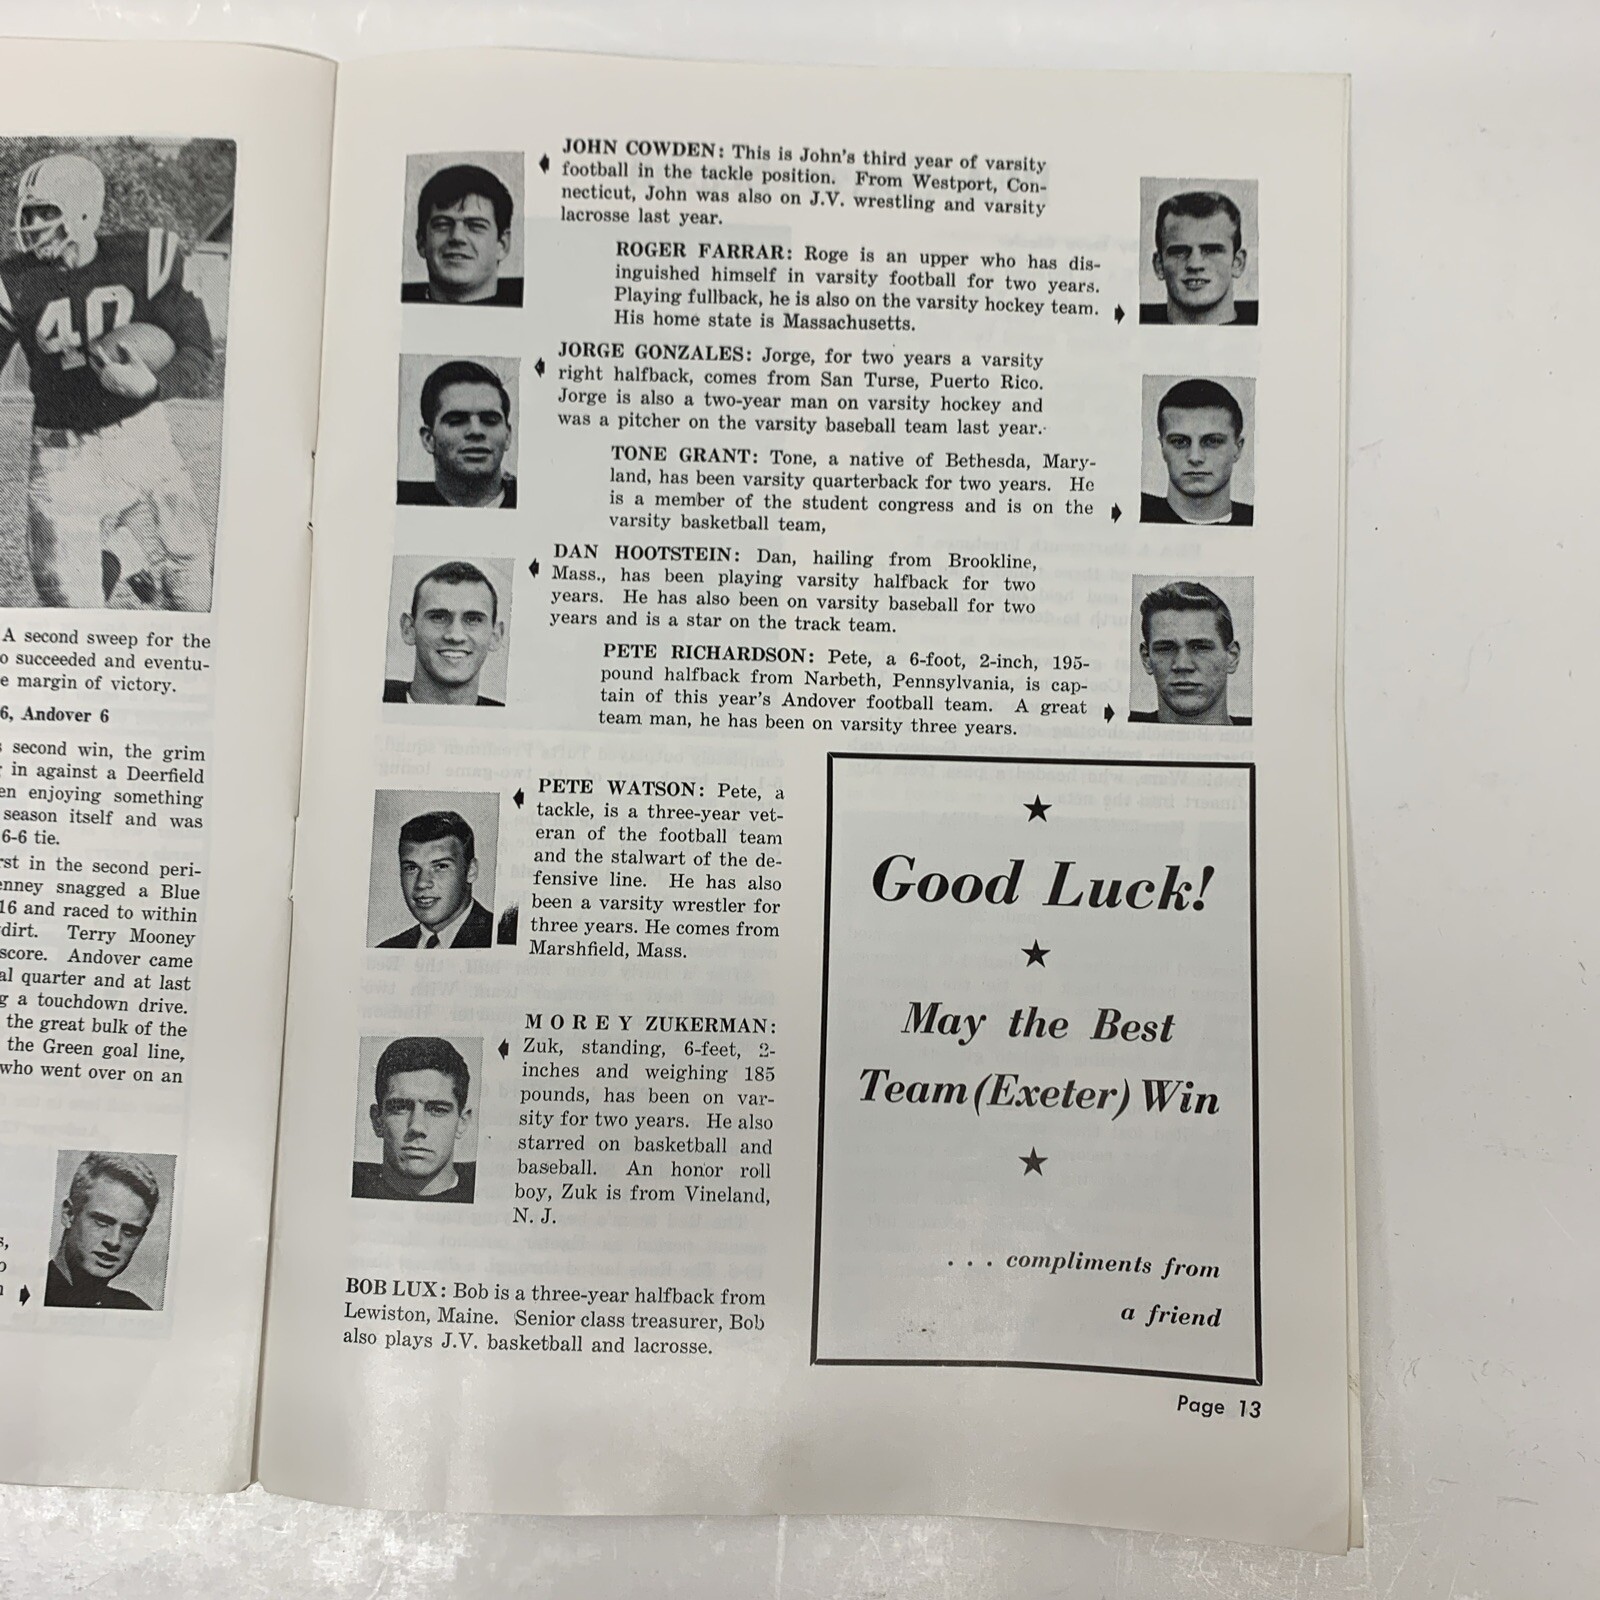 40
A second sweep for the
succeeded and eventu-
margin of victory.
6, Andover 6
second win, the grim
in against a Deerfield
enjoying something
season itself and was
6-6 tie.
in the second peri-
snagged a Blue
16 and raced to within
Terry Mooney
score. Andover came
quarter and at last
a touchdown drive.
the great bulk of the
the Green goal line,
who went over on an
JOHN COWDEN: This is John's third year of varsity
football in the tackle position. From Westport, Con-
necticut, John was also on J.V. wrestling and varsity
lacrosse last year.
ROGER FARRAR: Roge is an upper who has dis-
inguished himself in varsity football for two years.
Playing fullback, he is also on the varsity hockey team.
His home state is Massachusetts.
JORGE GONZALES: Jorge, for two years a varsity
right halfback, comes from San Turse, Puerto Rico.
Jorge is also a two-year man on varsity hockey and
was a pitcher on the varsity baseball team last year.
TONE GRANT: Tone, a native of Bethesda, Mary-
land, has been varsity quarterback for two years. He
is a member of the student congress and is on the
varsity basketball team,
DAN HOOTSTEIN: Dan, hailing from Brookline,
Mass., has been playing varsity halfback for two
years. He has also been on varsity baseball for two
years and is a star on the track team.
PETE RICHARDSON: Pete, a 6-foot, 2-inch, 195-
pound halfback from Narbeth, Pennsylvania, is cap-
tain of this year's Andover football team. A great
team man, he has been on varsity three years.
PETE WATSON: Pete, a
tackle, is a three-year vet-
eran of the football team
and the stalwart of the de-
fensive line. He has also
been a varsity wrestler for
three years. He comes from
Marshfield, Mass.
MOREY ZUKERMAN:
Zuk, standing, 6-feet, 2-
inches and weighing 185
pounds, has been on var-
sity for two years. He also
starred on basketball and
baseball. An honor roll
boy, Zuk is from Vineland,
N. J.
BOB LUX: Bob is a three-year halfback from
Lewiston, Maine. Senior class treasurer, Bob
also plays J.V. basketball and lacrosse.
Good Luck!
May the Best
Team (Exeter) Win
. . . compliments from
a friend
Page 13